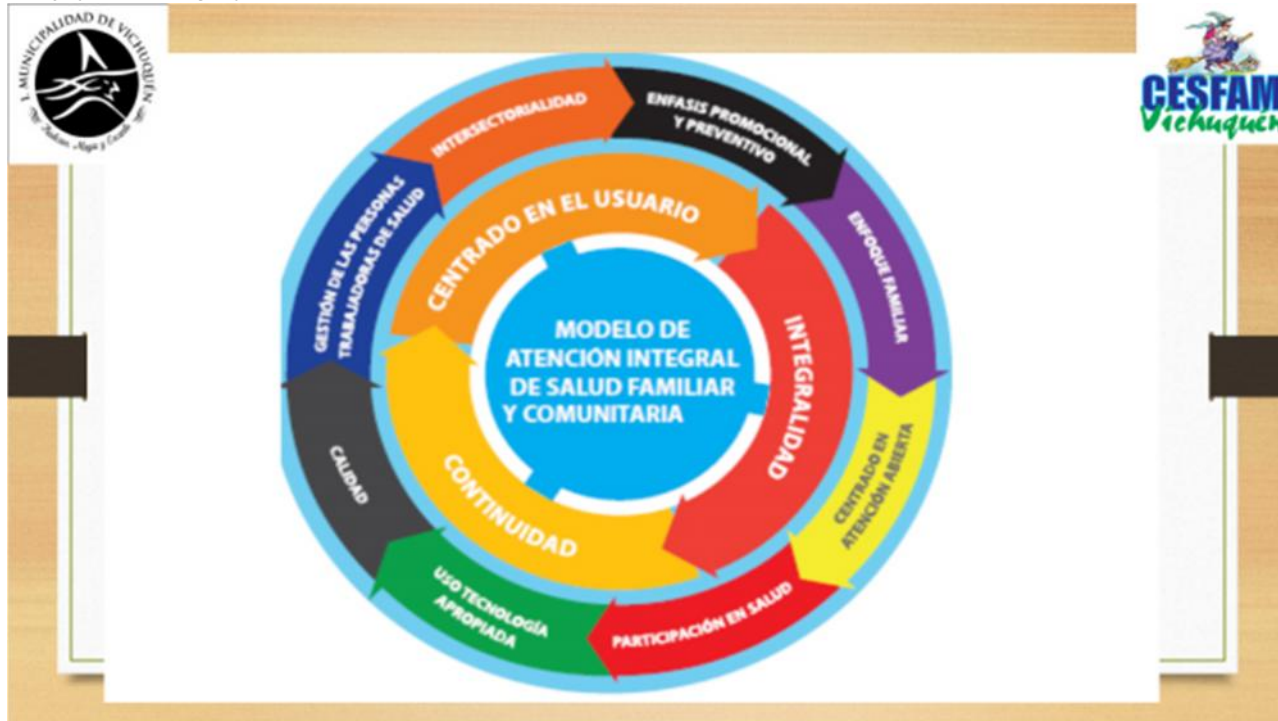 I. MUNICIPALIDAD DE VICHUQUÉN
CESFAM
Vichuquen
INTERSECTORIALIDAD
ENFASIS PROMOCIONAL
Y PREVENTIVO
ENFOQUE FAMILIAR
CENTRADO EN
ATENCIÓN ABIERTA
PARTICIPACIÓN EN SALUD
USO TECNOLOGÍA
APROPIADA
CALIDAD
GESTIÓN DE LAS PERSONAS
TRABAJADORAS DE SALUD
CENTRADO EN EL USUARIO
INTEGRALIDAD
CONTINUIDAD
MODELO DE
ATENCIÓN INTEGRAL
DE SALUD FAMILIAR
Y COMUNITARIA